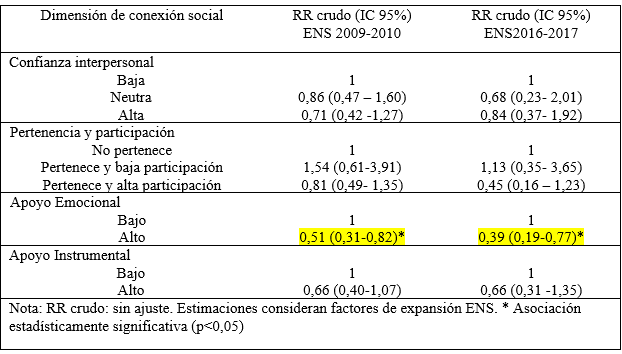 Dimensión de conexión social RR crudo (IC 95%) RR crudo (IC 95%)
ENS 2009-2010 ENS2016-2017
Confianza interpersonal
Baja 1 1
Neutra 0,86 (0,47 – 1,60) 0,68 (0,23- 2,01)
Alta 0,71 (0,42 -1,27) 0,84 (0,37- 1,92)
Pertenencia y participación
No pertenece 1 1
Pertenece y baja participación 1,54 (0,61-3,91) 1,13 (0,35- 3,65)
Pertenece y alta participación 0,81 (0,49- 1,35) 0,45 (0,16 – 1,23)
Apoyo Emocional
Bajo 1 1
Alto 0,51 (0,31-0,82)* 0,39 (0,19-0,77)*
Apoyo Instrumental
Bajo 1 1
Alto 0,66 (0,40-1,07) 0,66 (0,31 -1,35)
Nota: RR crudo: sin ajuste. Estimaciones consideran factores de expansión ENS. * Asociación
estadísticamente significativa (p<0,05)